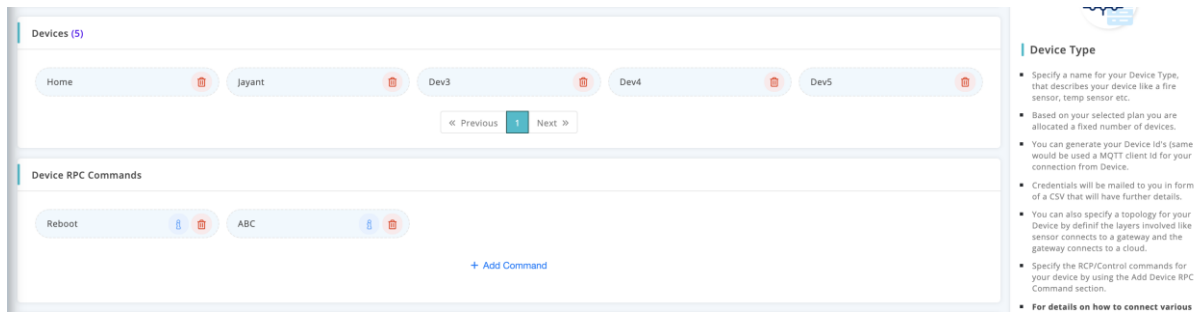 Devices (5)
Home
Jayant
Dev3
Dev4
Dev5
« Previous 1 Next »
Device RPC Commands
Reboot
ABC
+ Add Command
Device Type
Specify a name for your Device Type,
that describes your device like a fire
sensor, temp sensor etc.
Based on your selected plan you are
allocated a fixed number of devices.
You can generate your Device Id's (same
would be used a MQTT client Id for your
connection from Device.
Credentials will be mailed to you in form
of a CSV that will have further details.
You can also specify a topology for your
Device by definif the layers involved like
sensor connects to a gateway and the
gateway connects to a cloud.
Specify the RCP/Control commands for
your device by using the Add Device RPC
Command section.
For details on how to connect various